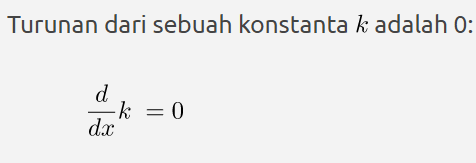 Turunan dari sebuah konstanta k adalah 0:
d/dx k = 0